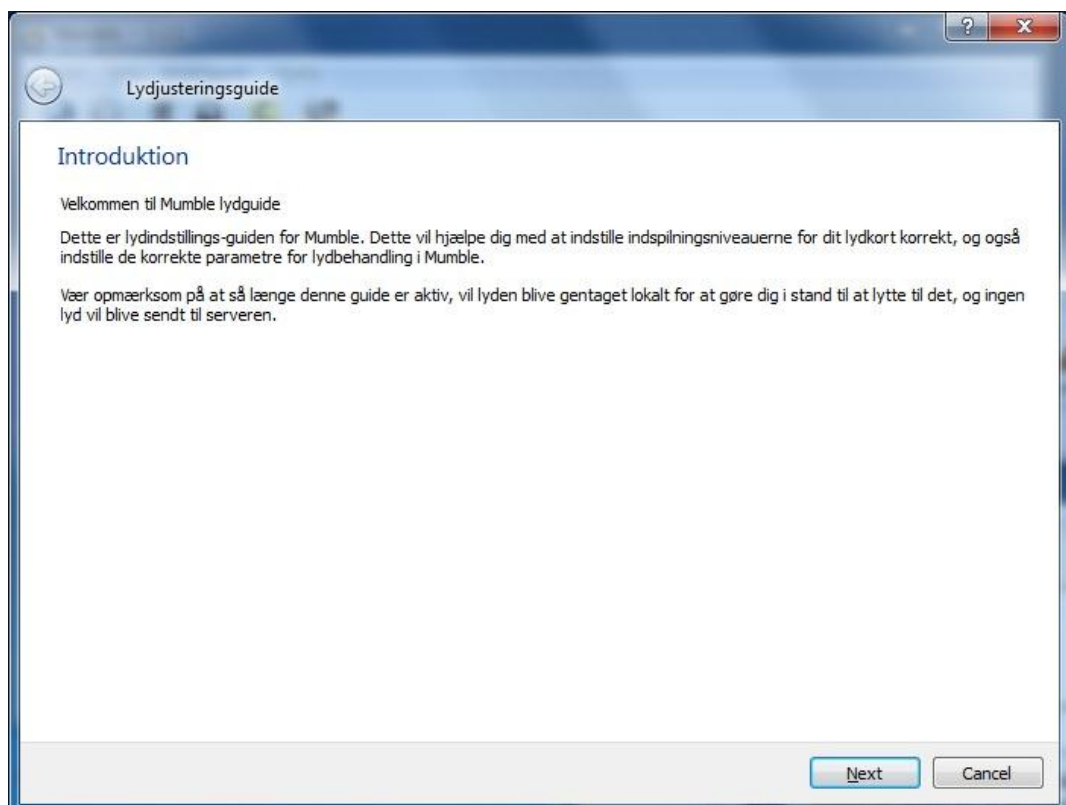 ?
Lydjusteringsguide
Introduktion
Velkommen til Mumble lydguide
Dette er lydindstillings-guiden for Mumble. Dette vil hjælpe dig med at indstille indspilningsniveauerne for dit lydkort korrekt, og også
indstille de korrekte parametre for lydbehandling i Mumble.
Vær opmærksom på at så længe denne guide er aktiv, vil lyden blive gentaget lokalt for at gøre dig i stand til at lytte til det, og ingen
lyd vil blive sendt til serveren.
Next
Cancel